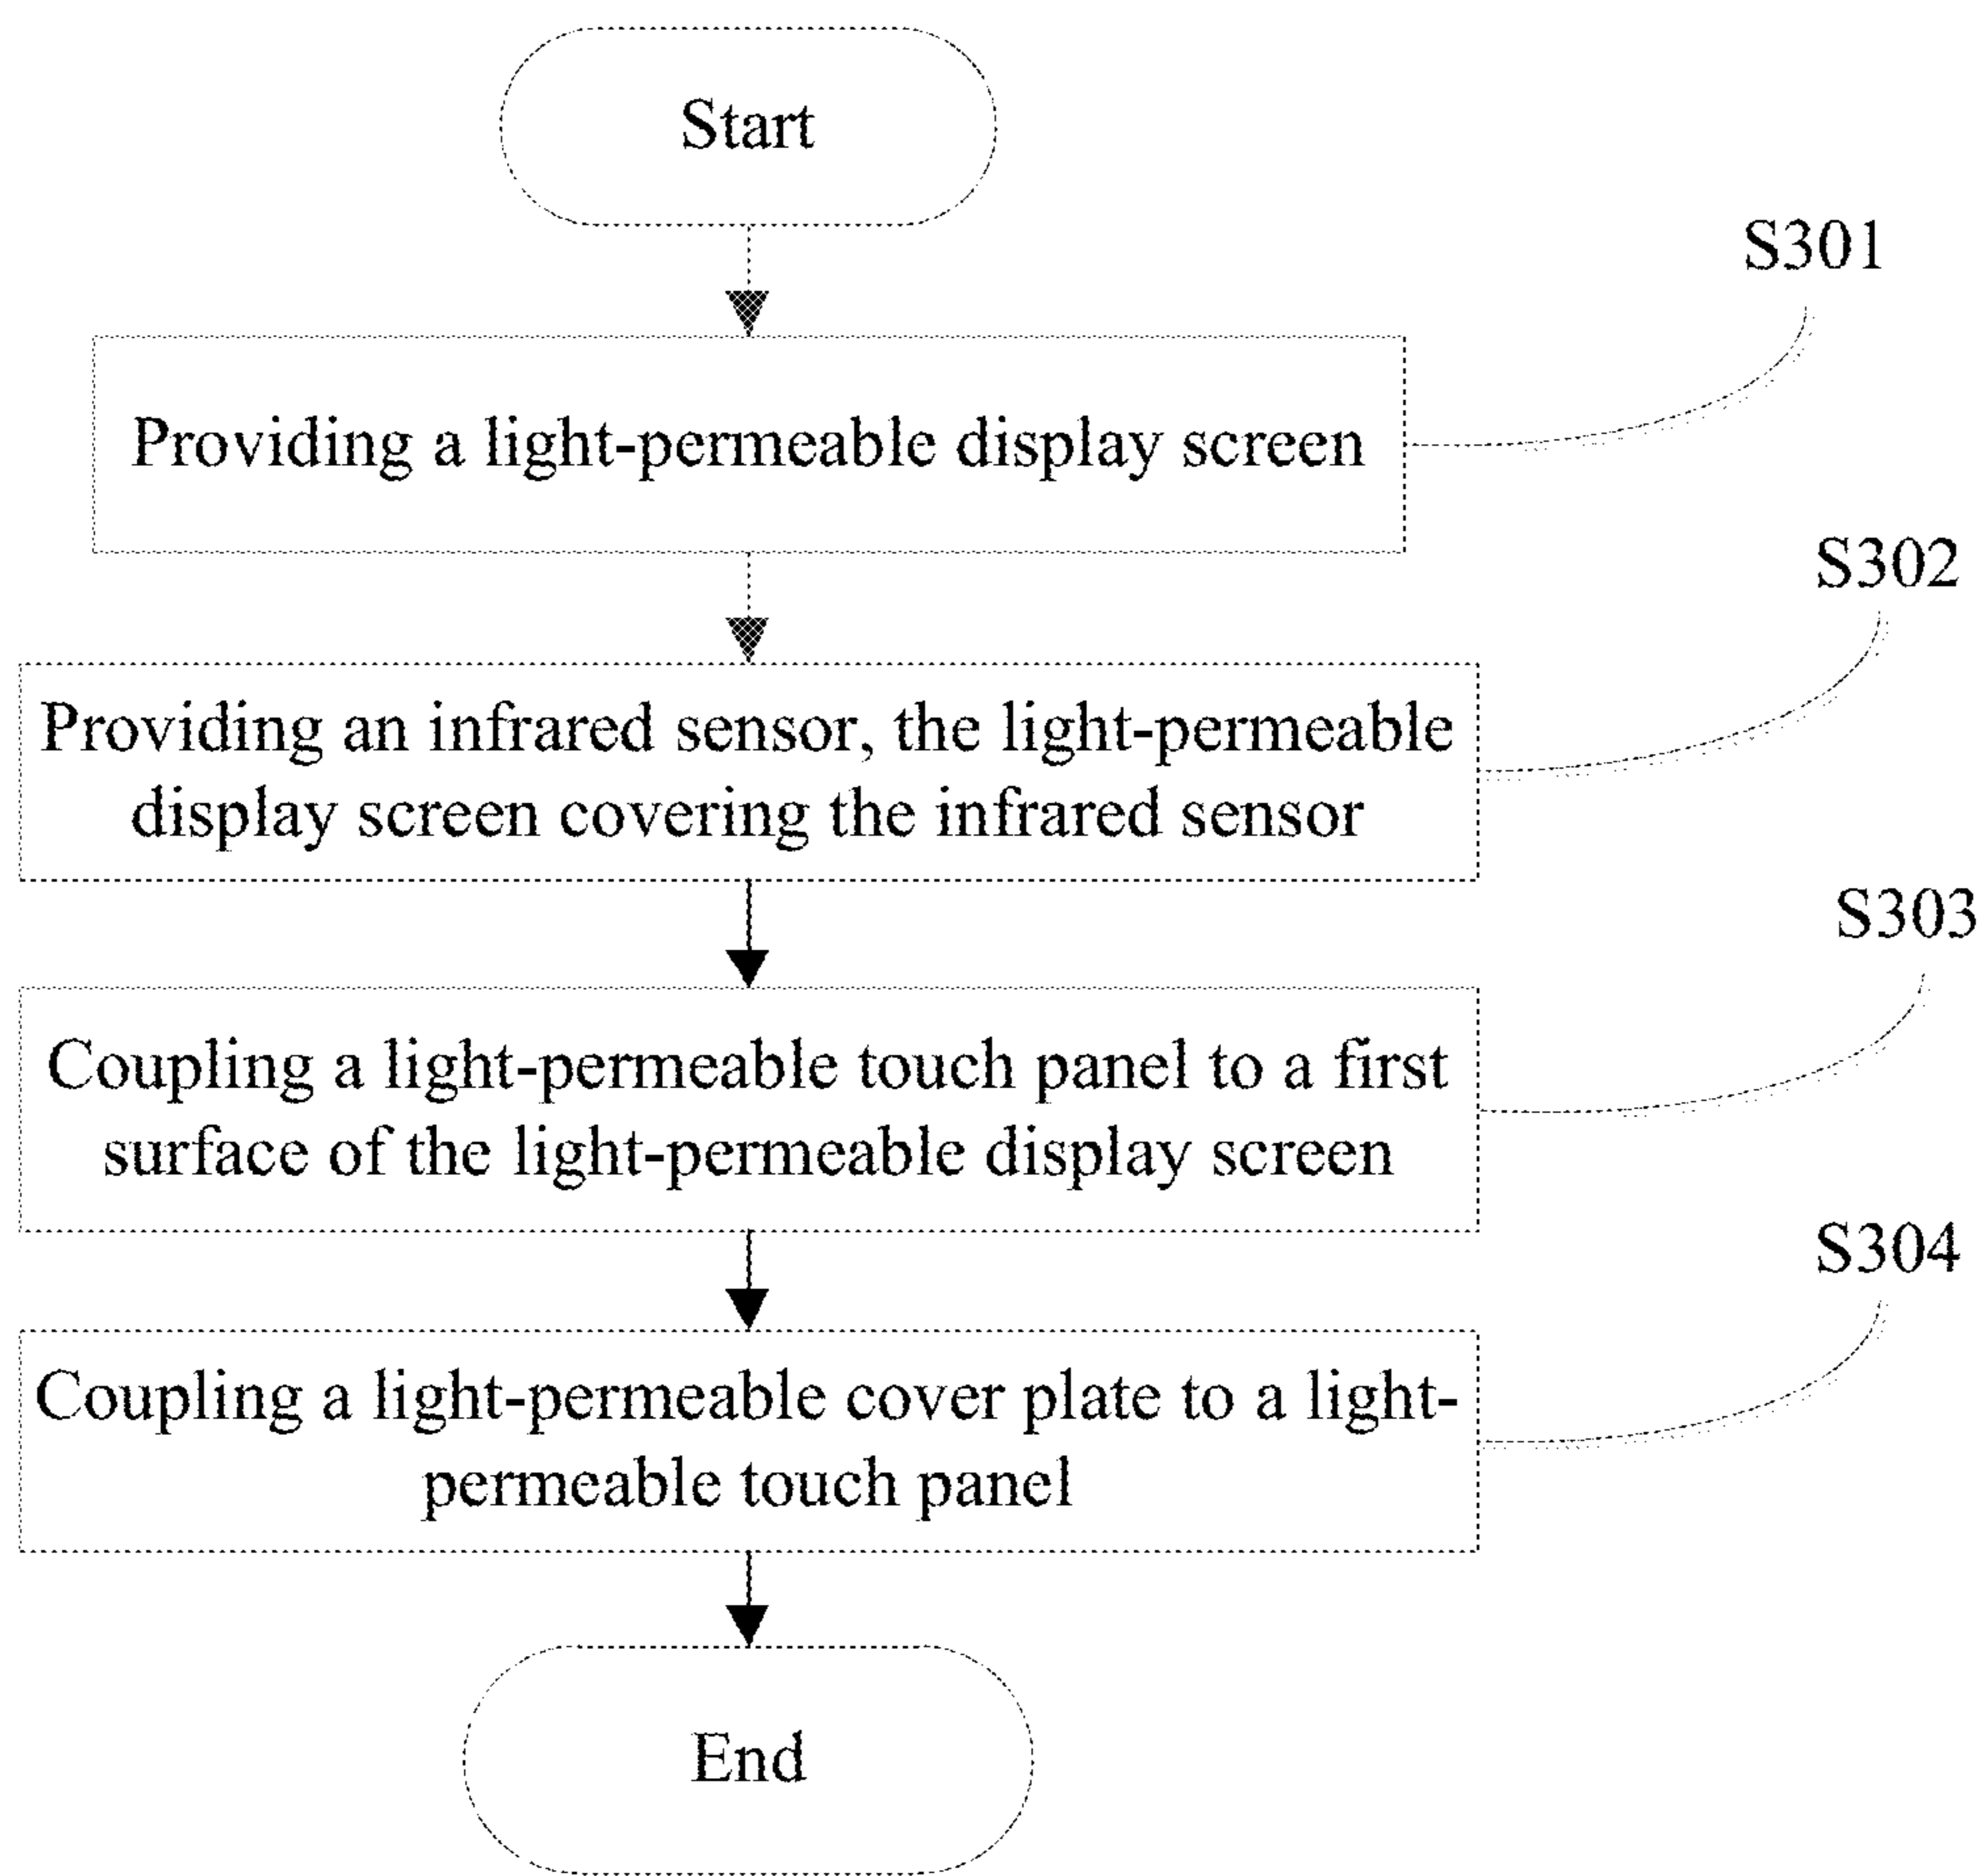 Start
S301
Providing a light-permeable display screen
S302
Providing an infrared sensor, the light-permeable
display screen covering the infrared sensor
S303
Coupling a light-permeable touch panel to a first
surface of the light-permeable display screen
S304
Coupling a light-permeable cover plate to a light-
permeable touch panel
End